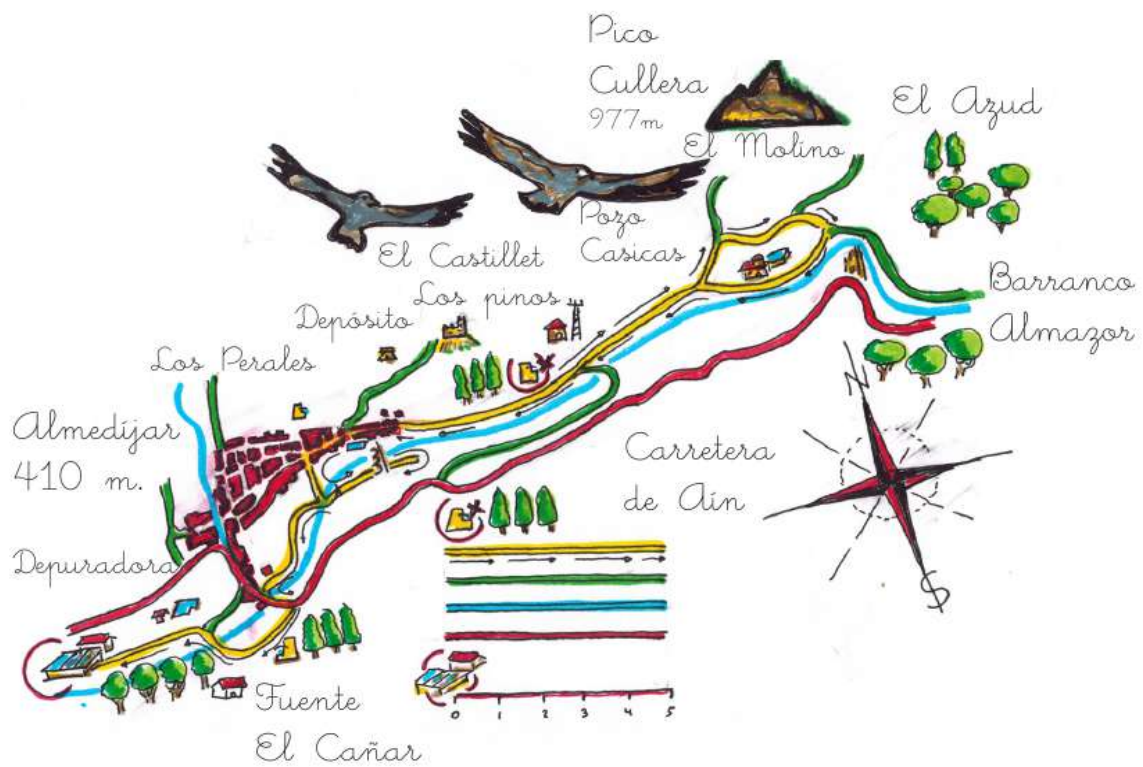 Pico
Cullera
977m
El Azud
El Molino
Pozo
Casicas
El Castillet
Los pinos
Depósito
Los Perales
Barranco
Almazor
Almedíjar
410 m.
Carretera
de Aín
N
S
Depuradora
Fuente
El Cañar
0 1 2 3 4 5